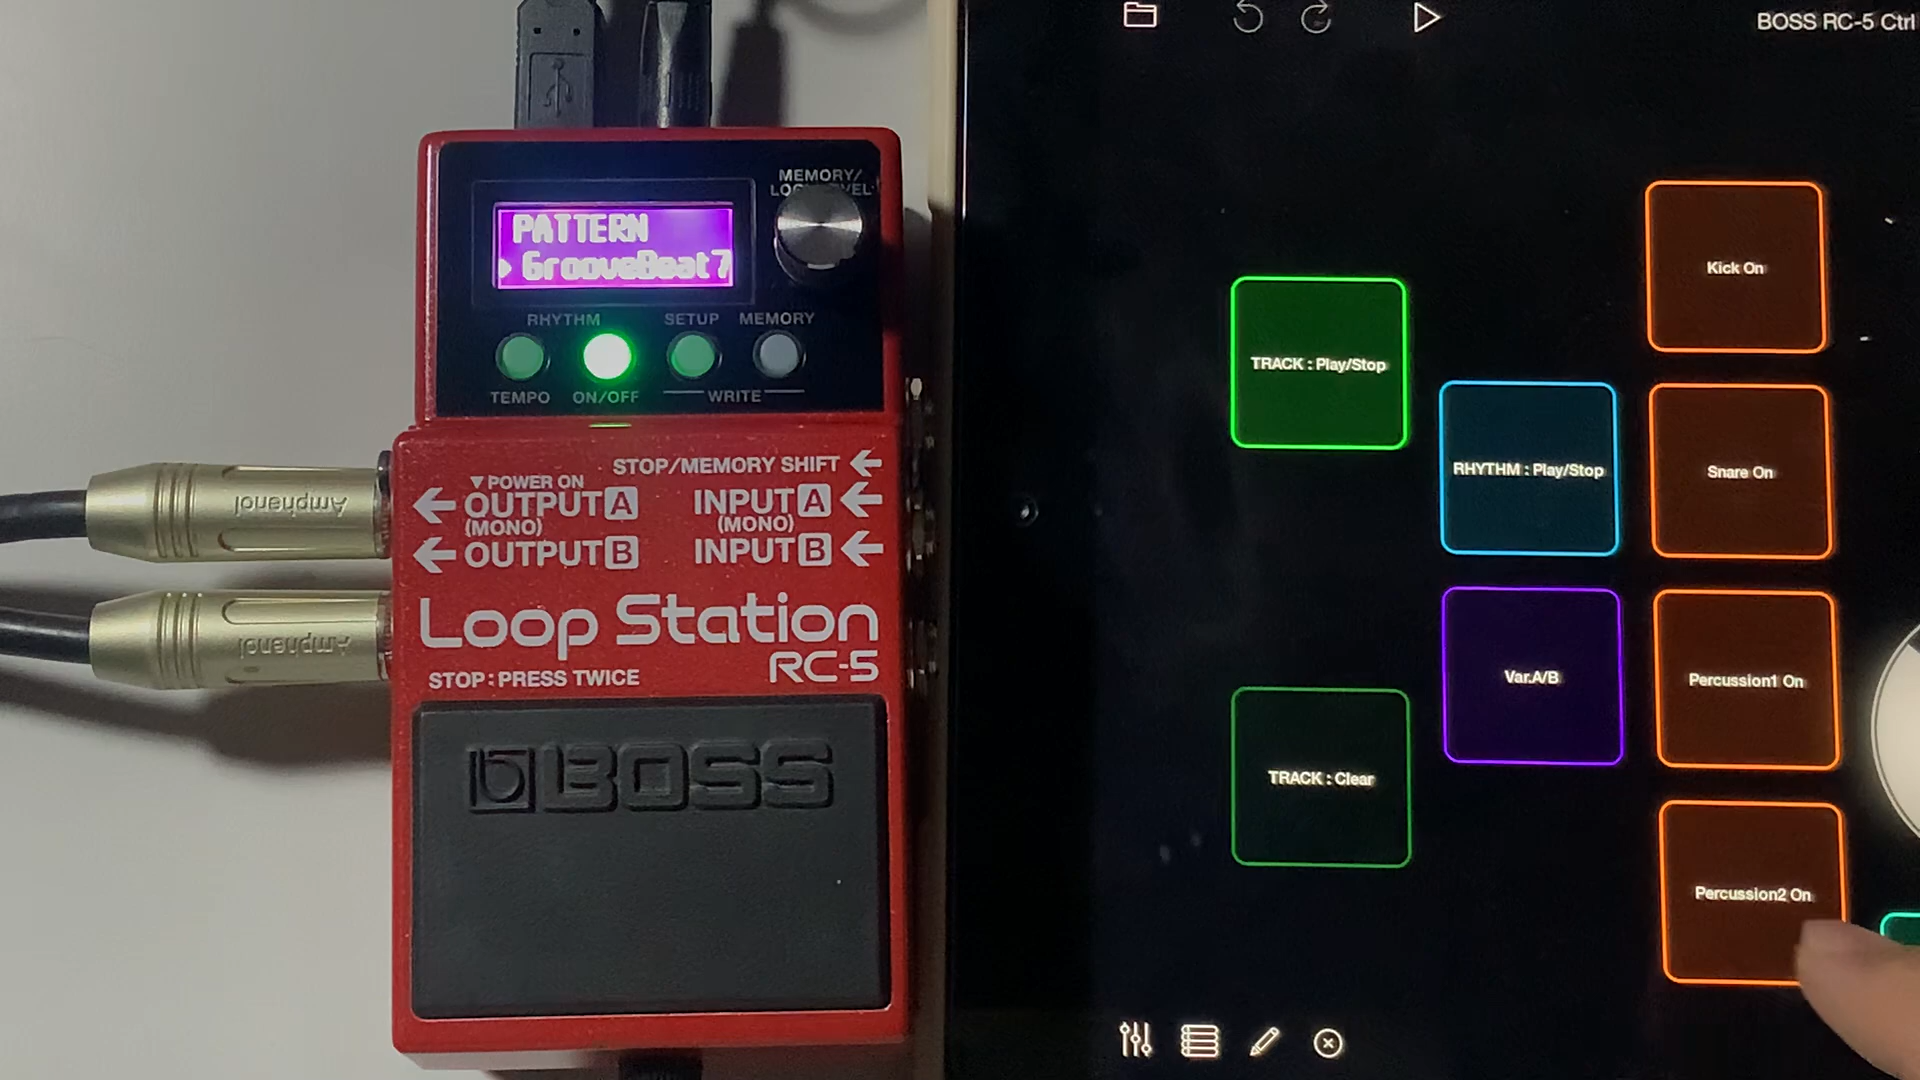 MEMORY/
PATTERN
GrooveBeat7
RHYTHM
SETUP
MEMORY
TEMPO
ON/OFF
WRITE
STOP/MEMORY SHIFT
▼POWER ON
OUTPUT A
(MONO)
OUTPUT B
INPUT A
(MONO)
INPUT B
Loop Station
RC-5
STOP:PRESS TWICE
BOSS
Amphenol
Amphenol
BOSS RC-5 Ctrl
TRACK : Play/Stop
TRACK : Clear
RHYTHM : Play/Stop
Var.A/B
Kick On
Snare On
Percussion1 On
Percussion2 On